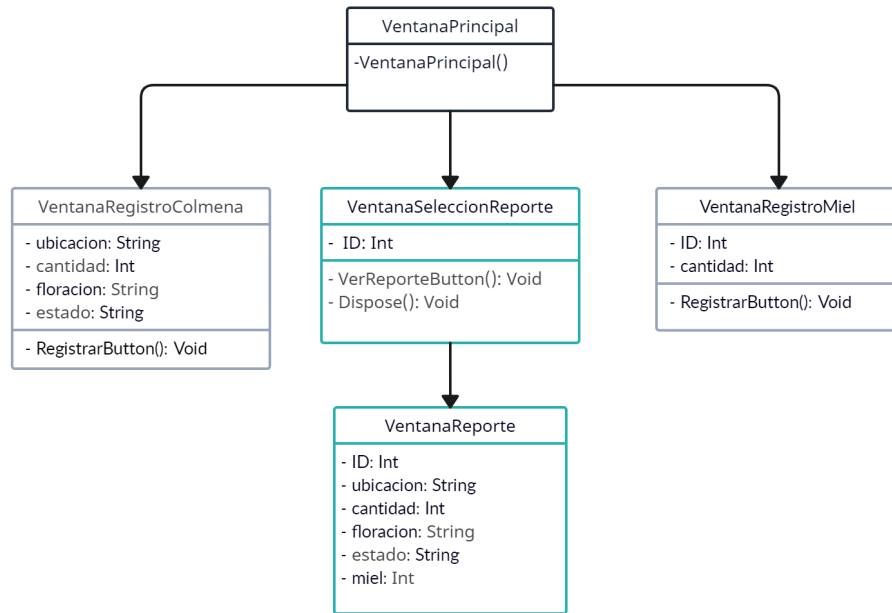 VentanaPrincipal
-VentanaPrincipal()
VentanaRegistroColmena
- ubicacion: String
- cantidad: Int
- floracion: String
- estado: String
- RegistrarButton(): Void
VentanaSeleccionReporte
- ID: Int
- VerReporteButton(): Void
- Dispose(): Void
VentanaRegistroMiel
- ID: Int
- cantidad: Int
- RegistrarButton(): Void
VentanaReporte
- ID: Int
- ubicacion: String
- cantidad: Int
- floracion: String
- estado: String
- miel: Int